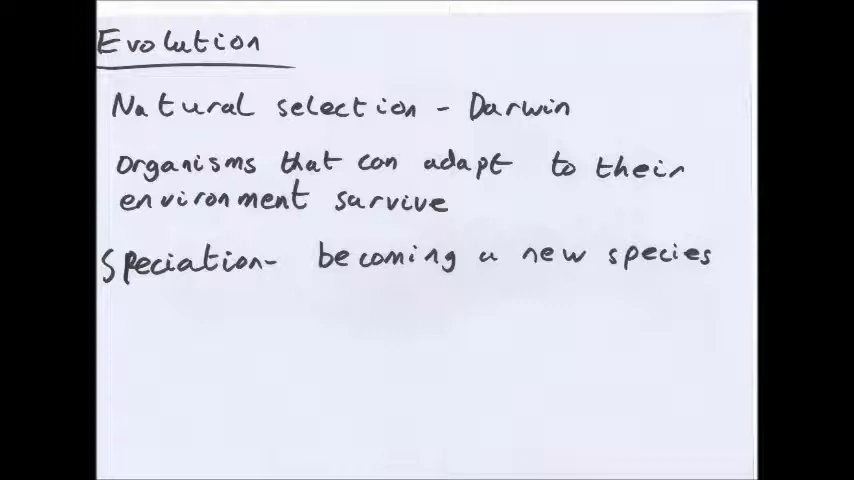 Evolution
Natural selection - Darwin
Organisms that can adapt to their
environment survive
Speciation- becoming a new species